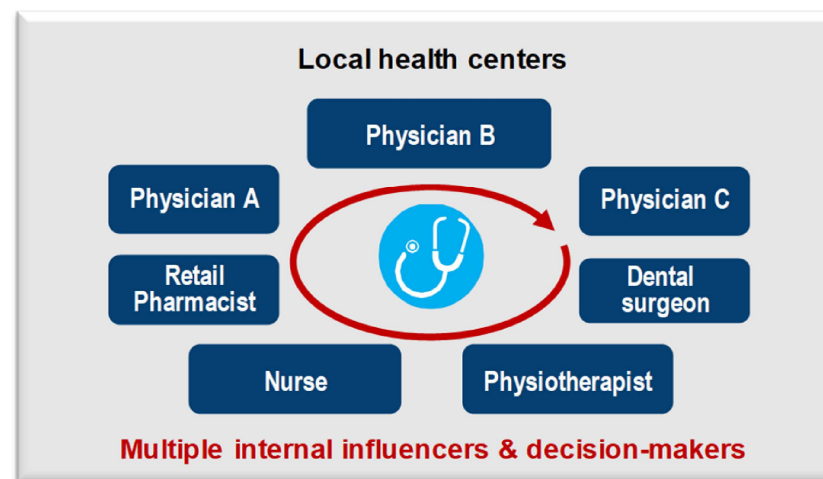 Local health centers
Physician B
Physician A
Physician C
Retail
Pharmacist
Dental
surgeon
Nurse
Physiotherapist
Multiple internal influencers & decision-makers